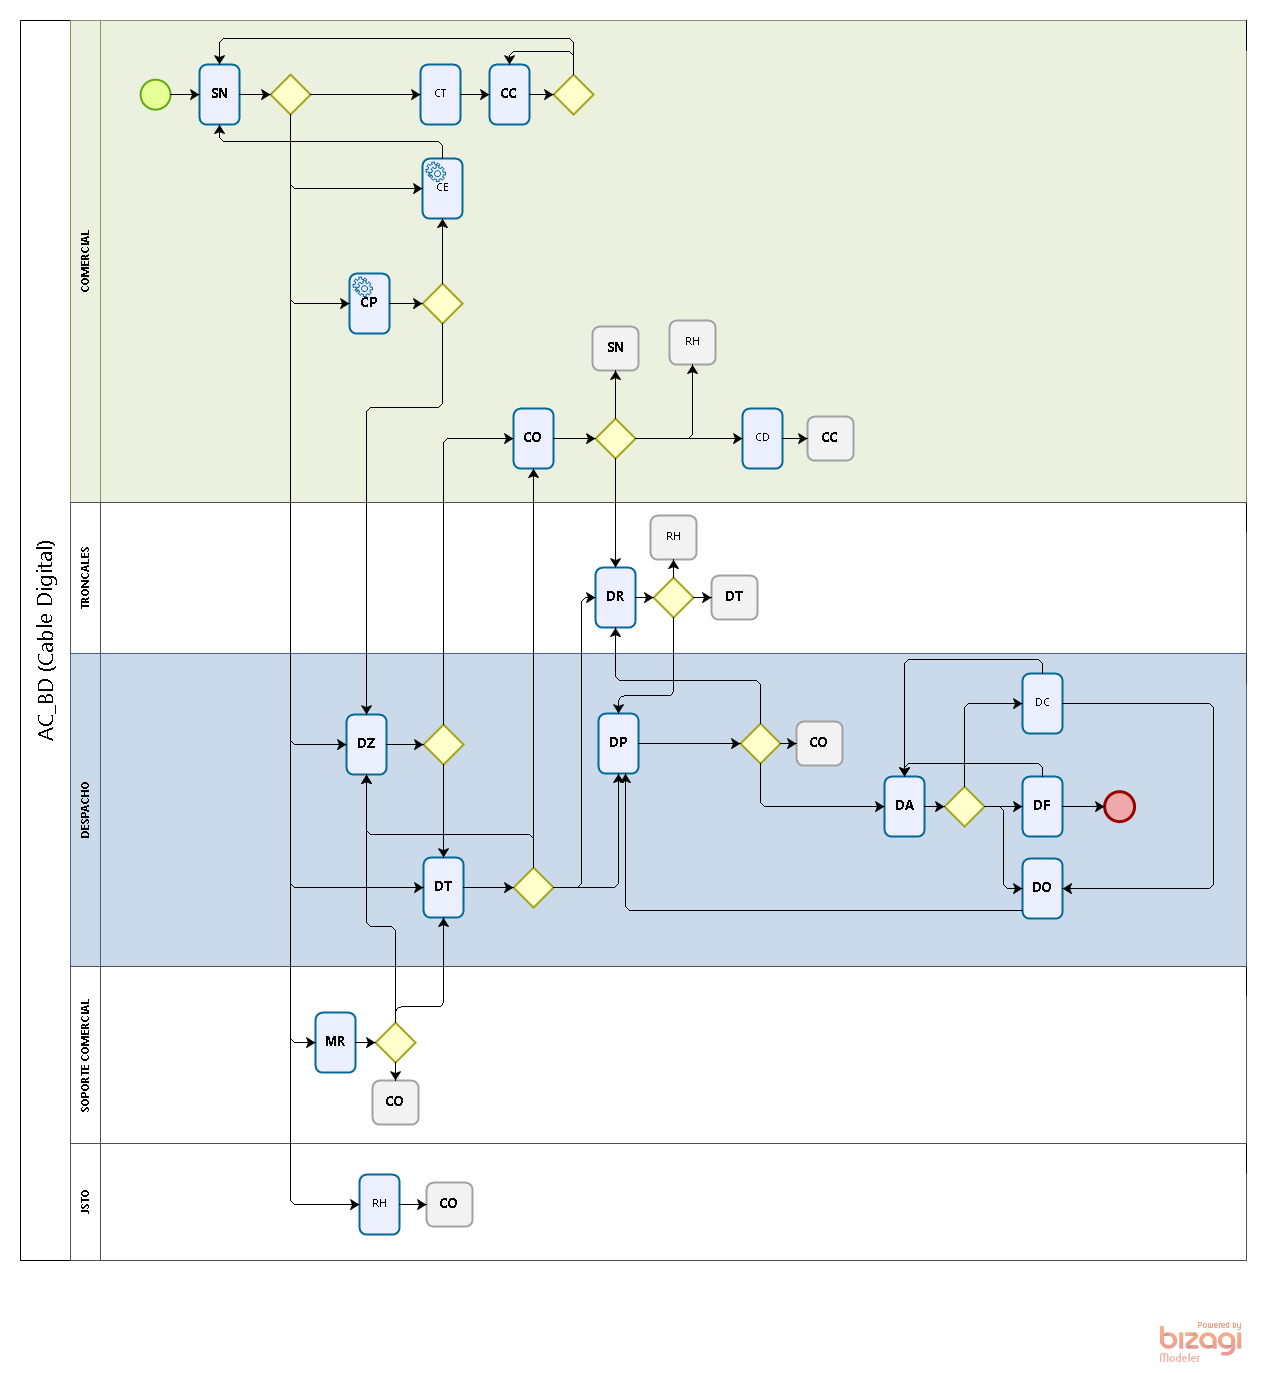 AC_BD (Cable Digital)
COMERCIAL
SN
CT
CC
CE
CP
SN
RH
CO
CD
CC
TRONCALES
RH
DR
DT
DESPACHO
DC
DZ
DP
CO
DA
DF
DT
DO
SOPORTE COMERCIAL
MR
CO
JSTO
RH
CO
Powered by
bizagi
Modeler